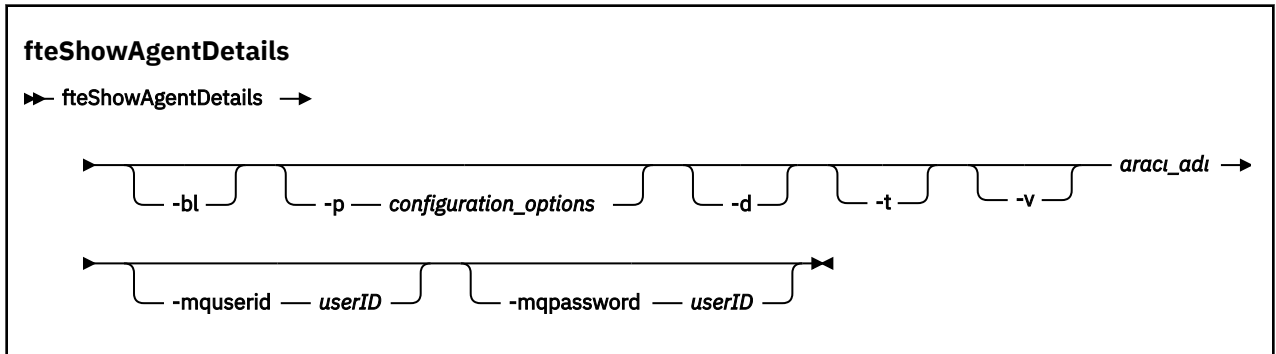 fteShowAgentDetails
fteShowAgentDetails
-bl -p configuration_options -d -t -v aracı_adı
-mquserid userID -mqpassword userID